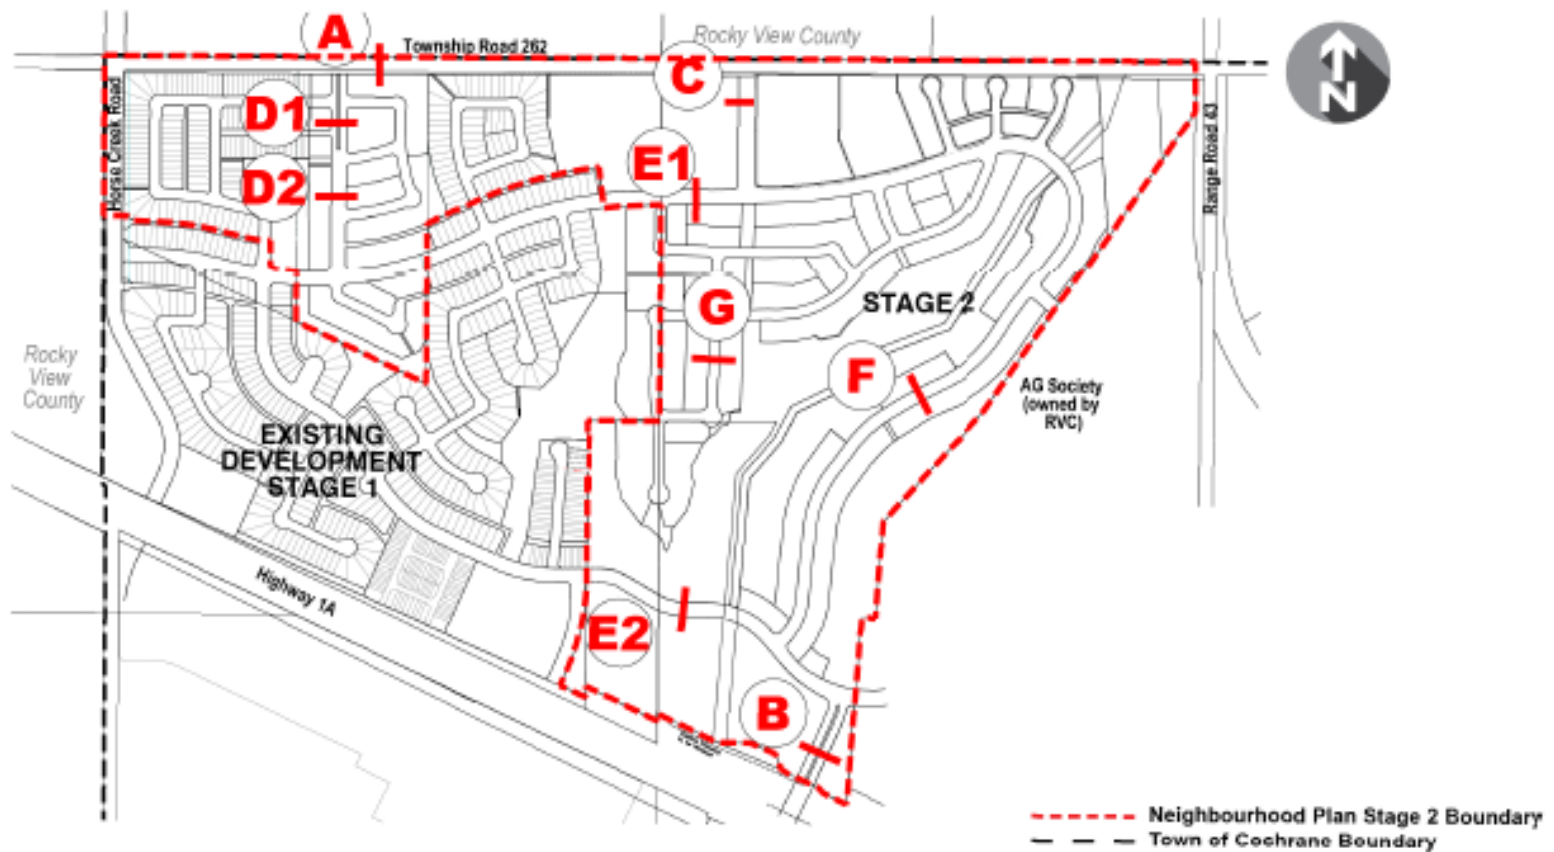 A
Township Road 262
Rocky View County
C
N
Horse Creek Road
D1
E1
D2
Range Road 43
G
STAGE 2
Rocky
View
County
F
AG Society
(owned by
RVC)
EXISTING
DEVELOPMENT
STAGE 1
Highway 1A
E2
B
Neighbourhood Plan Stage 2 Boundary
Town of Cochrane Boundary